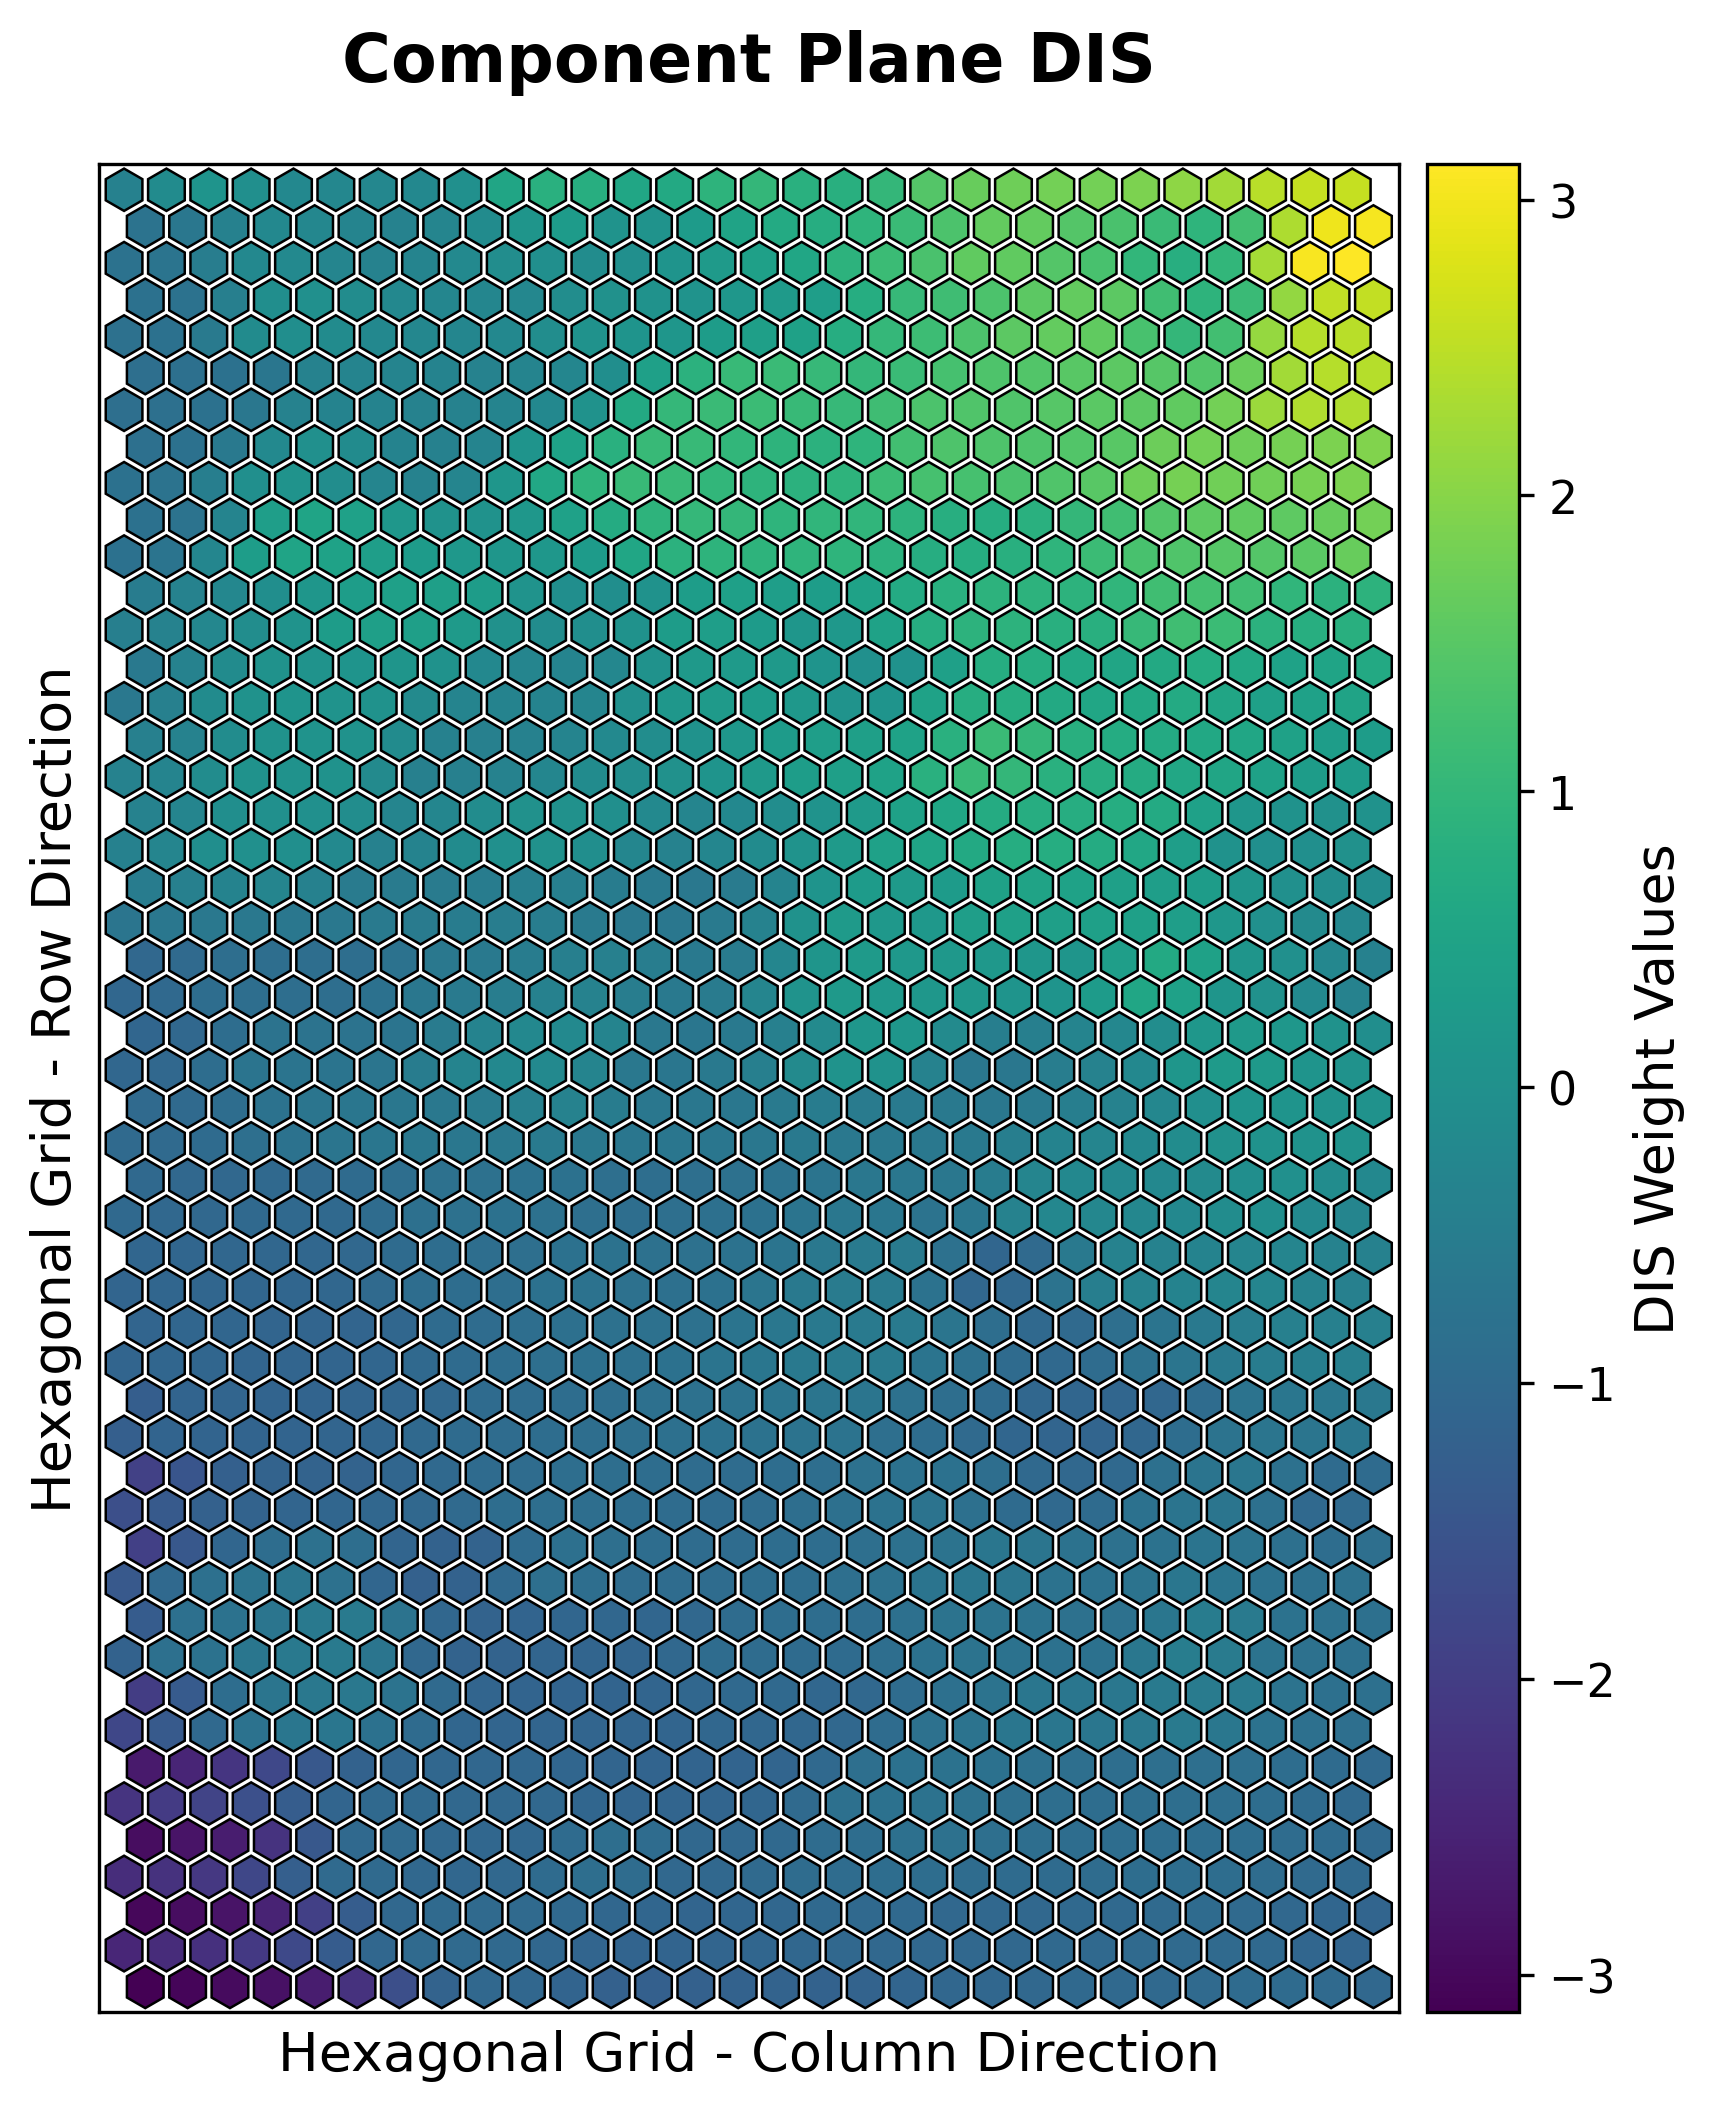 Component Plane DIS
Hexagonal Grid - Row Direction
Hexagonal Grid - Column Direction
3
2
1
0
−1
−2
−3
DIS Weight Values